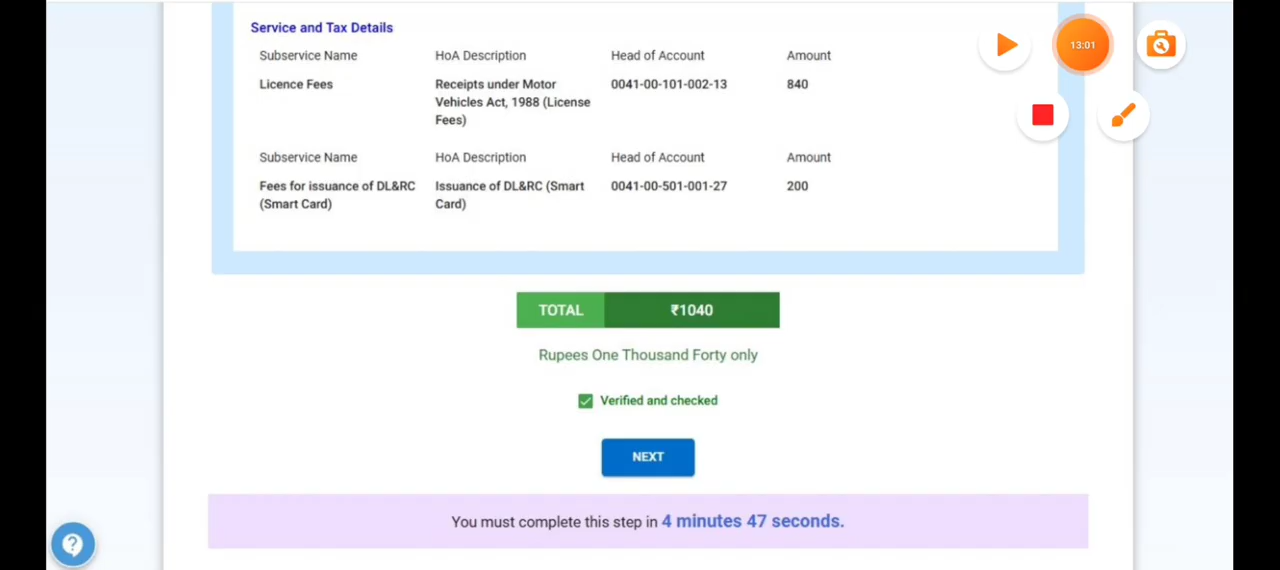 Service and Tax Details
Subservice Name HoA Description Head of Account Amount
Licence Fees Receipts under Motor 0041-00-101-002-13 840
Vehicles Act, 1988 (License
Fees)
Subservice Name HoA Description Head of Account Amount
Fees for issuance of DL&RC Issuance of DL&RC (Smart 0041-00-501-001-27 200
(Smart Card) Card)
TOTAL ₹1040
Rupees One Thousand Forty only
Verified and checked
NEXT
You must complete this step in 4 minutes 47 seconds.
13:01
?